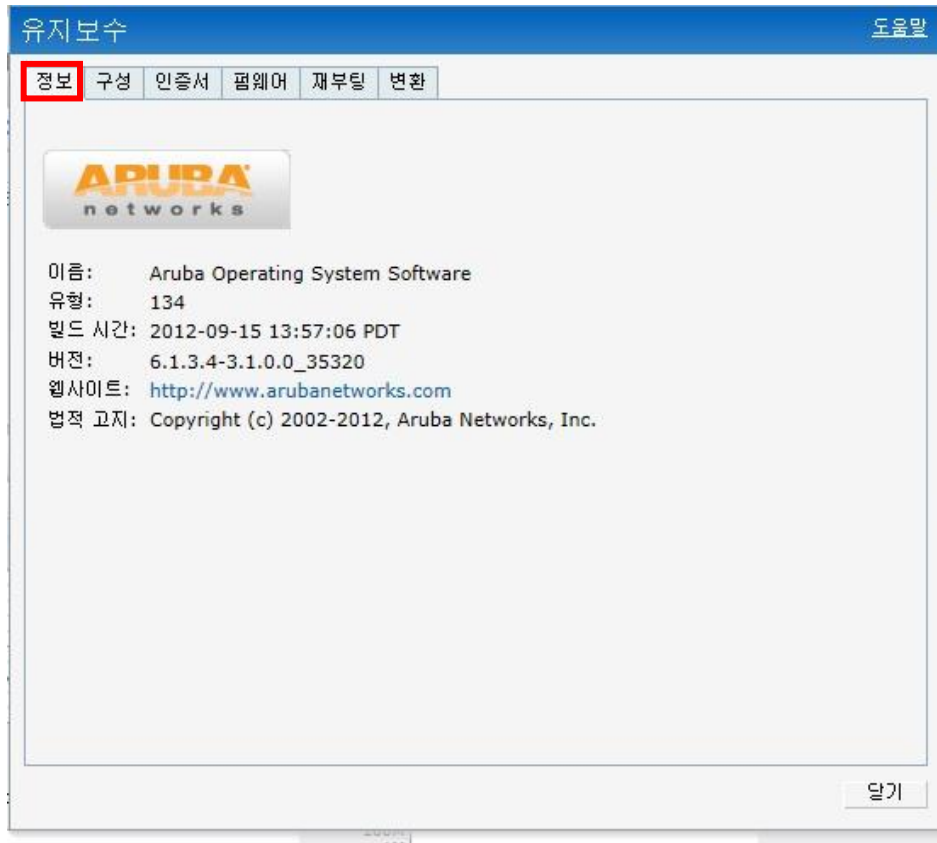 유지보수
도움말
정보 구성 인증서 펌웨어 재부팅 변환
ARUBA
networks
이름: Aruba Operating System Software
유형: 134
빌드 시간: 2012-09-15 13:57:06 PDT
버전: 6.1.3.4-3.1.0.0_35320
웹사이트: http://www.arubanetworks.com
법적 고지: Copyright (c) 2002-2012, Aruba Networks, Inc.
닫기